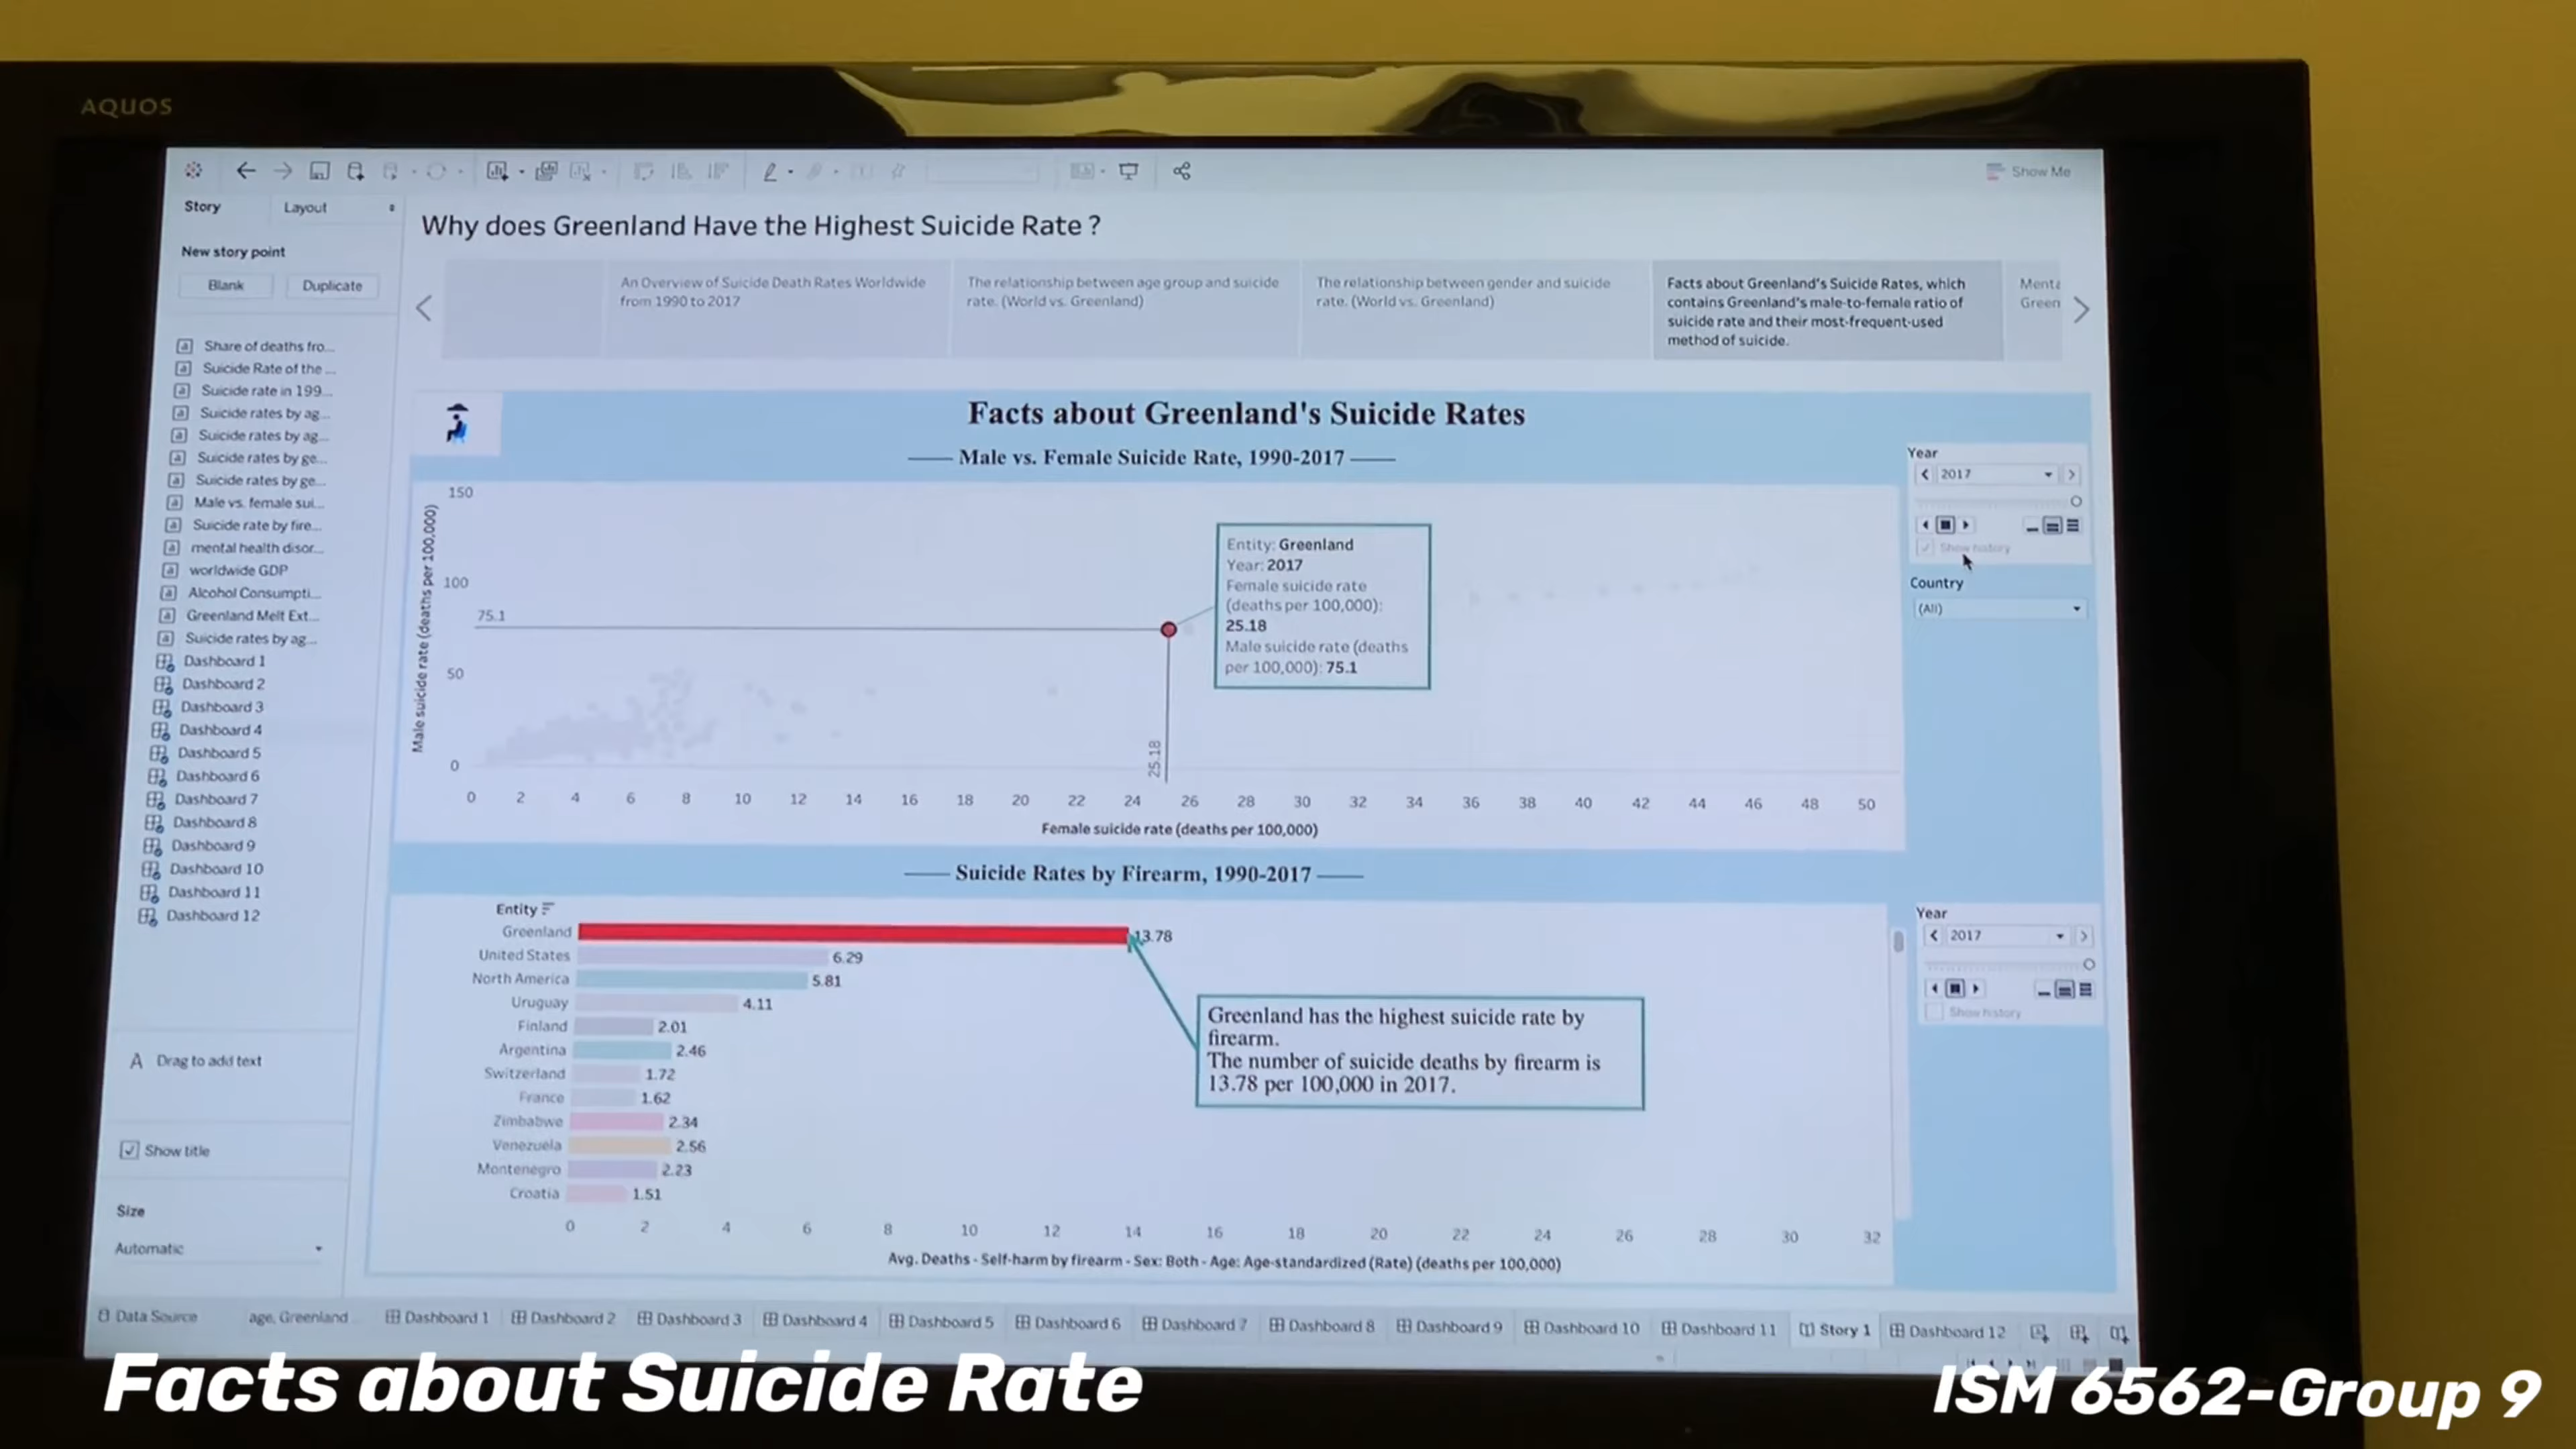 AQUOS
Show Me
Story
Layout
Why does Greenland Have the Highest Suicide Rate ?
New story point
Blank
Duplicate
An Overview of Suicide Death Rates Worldwide
from 1990 to 2017
The relationship between age group and suicide
rate. (World vs. Greenland)
The relationship between gender and suicide
rate. (World vs. Greenland)
Facts about Greenland's Suicide Rates, which
contains Greenland's male-to-female ratio of
suicide rate and their most-frequent-used
method of suicide.
Menta
Green
Share of deaths fro...
Suicide Rate of the ...
Suicide rate in 199...
Suicide rates by ag...
Suicide rates by ag...
Suicide rates by ge...
Suicide rates by ge...
Male vs. female sui...
Suicide rate by fire...
mental health disor...
worldwide GDP
Alcohol Consumpti...
Greenland Melt Ext...
Suicide rates by ag...
Dashboard 1
Dashboard 2
Dashboard 3
Dashboard 4
Dashboard 5
Dashboard 6
Dashboard 7
Dashboard 8
Dashboard 9
Dashboard 10
Dashboard 11
Dashboard 12
A Drag to add text
Show title
Size
Automatic
Facts about Greenland's Suicide Rates
Male vs. Female Suicide Rate, 1990-2017
Male suicide rate (deaths per 100,000)
150
100
75.1
50
0
25.18
Entity: Greenland
Year: 2017
Female suicide rate
(deaths per 100,000):
25.18
Male suicide rate (deaths
per 100,000): 75.1
0 2 4 6 8 10 12 14 16 18 20 22 24 26 28 30 32 34 36 38 40 42 44 46 48 50
Female suicide rate (deaths per 100,000)
Year
2017
Show history
Country
(All)
Suicide Rates by Firearm, 1990-2017
Entity
Greenland 13.78
United States 6.29
North America 5.81
Uruguay 4.11
Finland 2.01
Argentina 2.46
Switzerland 1.72
France 1.62
Zimbabwe 2.34
Venezuela 2.56
Montenegro 2.23
Croatia 1.51
Greenland has the highest suicide rate by
firearm.
The number of suicide deaths by firearm is
13.78 per 100,000 in 2017.
0 2 4 6 8 10 12 14 16 18 20 22 24 26 28 30 32
Avg. Deaths - Self-harm by firearm - Sex: Both - Age: Age-standardized (Rate) (deaths per 100,000)
Year
2017
Show history
Data Source
age, Greenland
Dashboard 1
Dashboard 2
Dashboard 3
Dashboard 4
Dashboard 5
Dashboard 6
Dashboard 7
Dashboard 8
Dashboard 9
Dashboard 10
Dashboard 11
Story 1
Dashboard 12
Facts about Suicide Rate
ISM 6562-Group 9